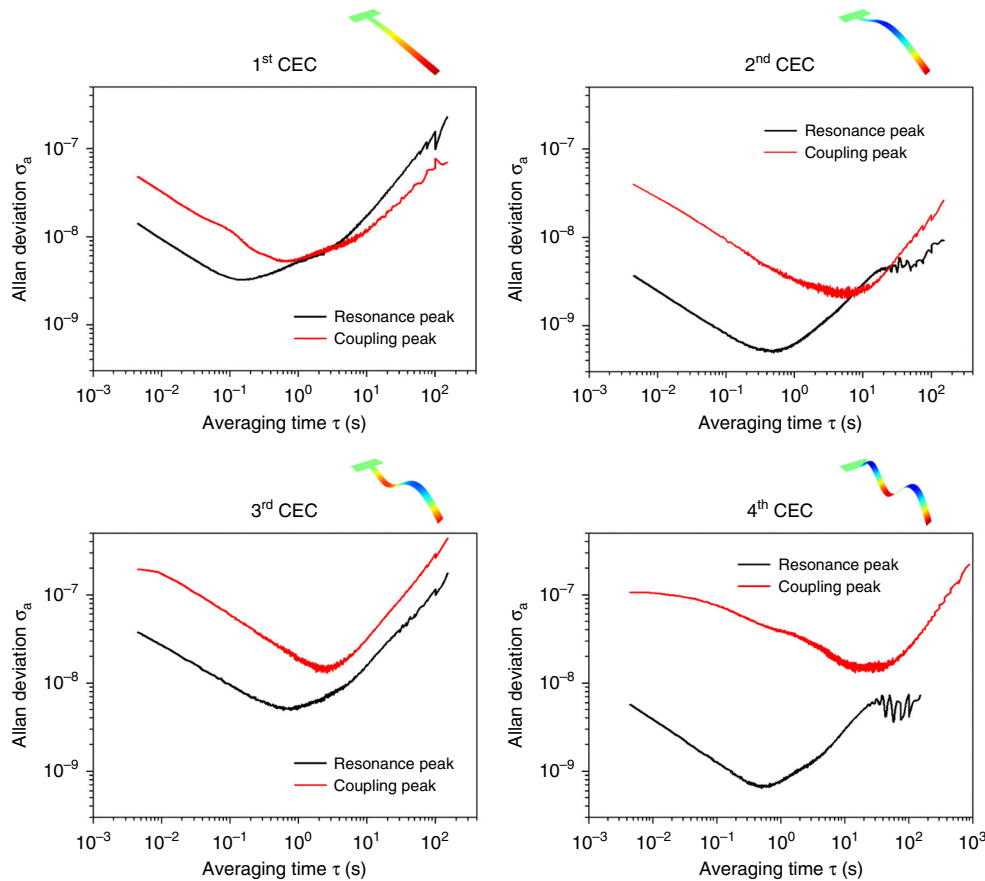 1st CEC
10⁻⁷
10⁻⁸
10⁻⁹
Allan deviation σa
Resonance peak
Coupling peak
10⁻³ 10⁻² 10⁻¹ 10⁰ 10¹ 10²
Averaging time τ (s)
2nd CEC
10⁻⁷
10⁻⁸
10⁻⁹
Allan deviation σa
Resonance peak
Coupling peak
10⁻³ 10⁻² 10⁻¹ 10⁰ 10¹ 10² 10³
Averaging time τ (s)
3rd CEC
10⁻⁷
10⁻⁸
10⁻⁹
Allan deviation σa
Resonance peak
Coupling peak
10⁻³ 10⁻² 10⁻¹ 10⁰ 10¹ 10²
Averaging time τ (s)
4th CEC
10⁻⁷
10⁻⁸
10⁻⁹
Allan deviation σa
Resonance peak
Coupling peak
10⁻³ 10⁻² 10⁻¹ 10⁰ 10¹ 10² 10³
Averaging time τ (s)